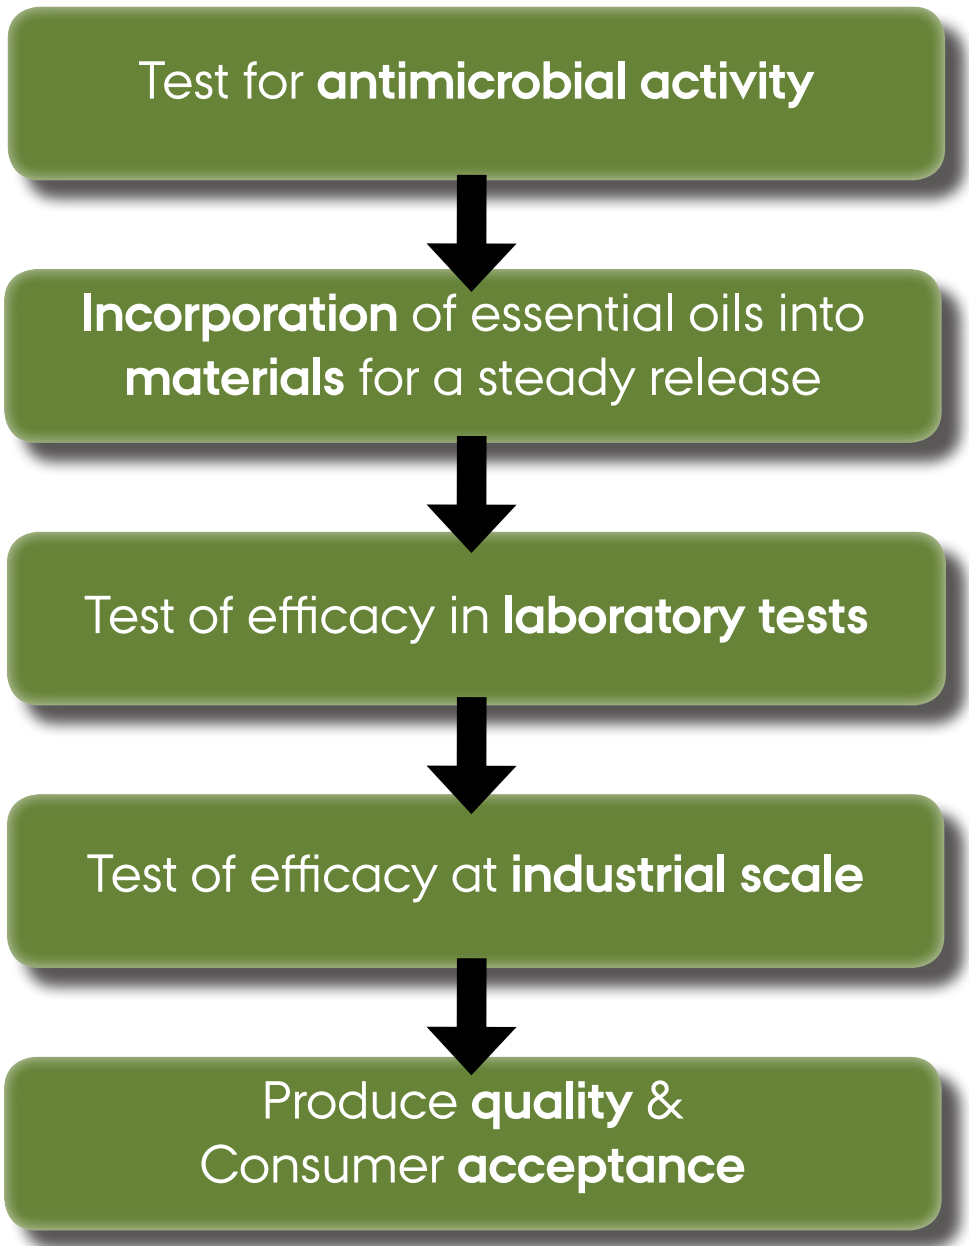 Test for antimicrobial activity
Incorporation of essential oils into
materials for a steady release
Test of efficacy in laboratory tests
Test of efficacy at industrial scale
Produce quality &
Consumer acceptance